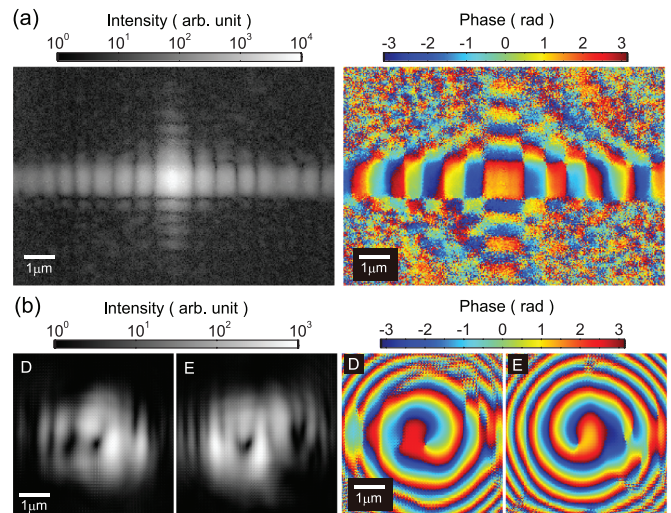 (a)
Intensity ( arb. unit )
10⁰ 10¹ 10² 10³ 10⁴
Phase ( rad )
-3 -2 -1 0 1 2 3
1μm
1μm
(b)
Intensity ( arb. unit )
10⁰ 10¹ 10² 10³
Phase ( rad )
-3 -2 -1 0 1 2 3
D E D E
1μm
1μm